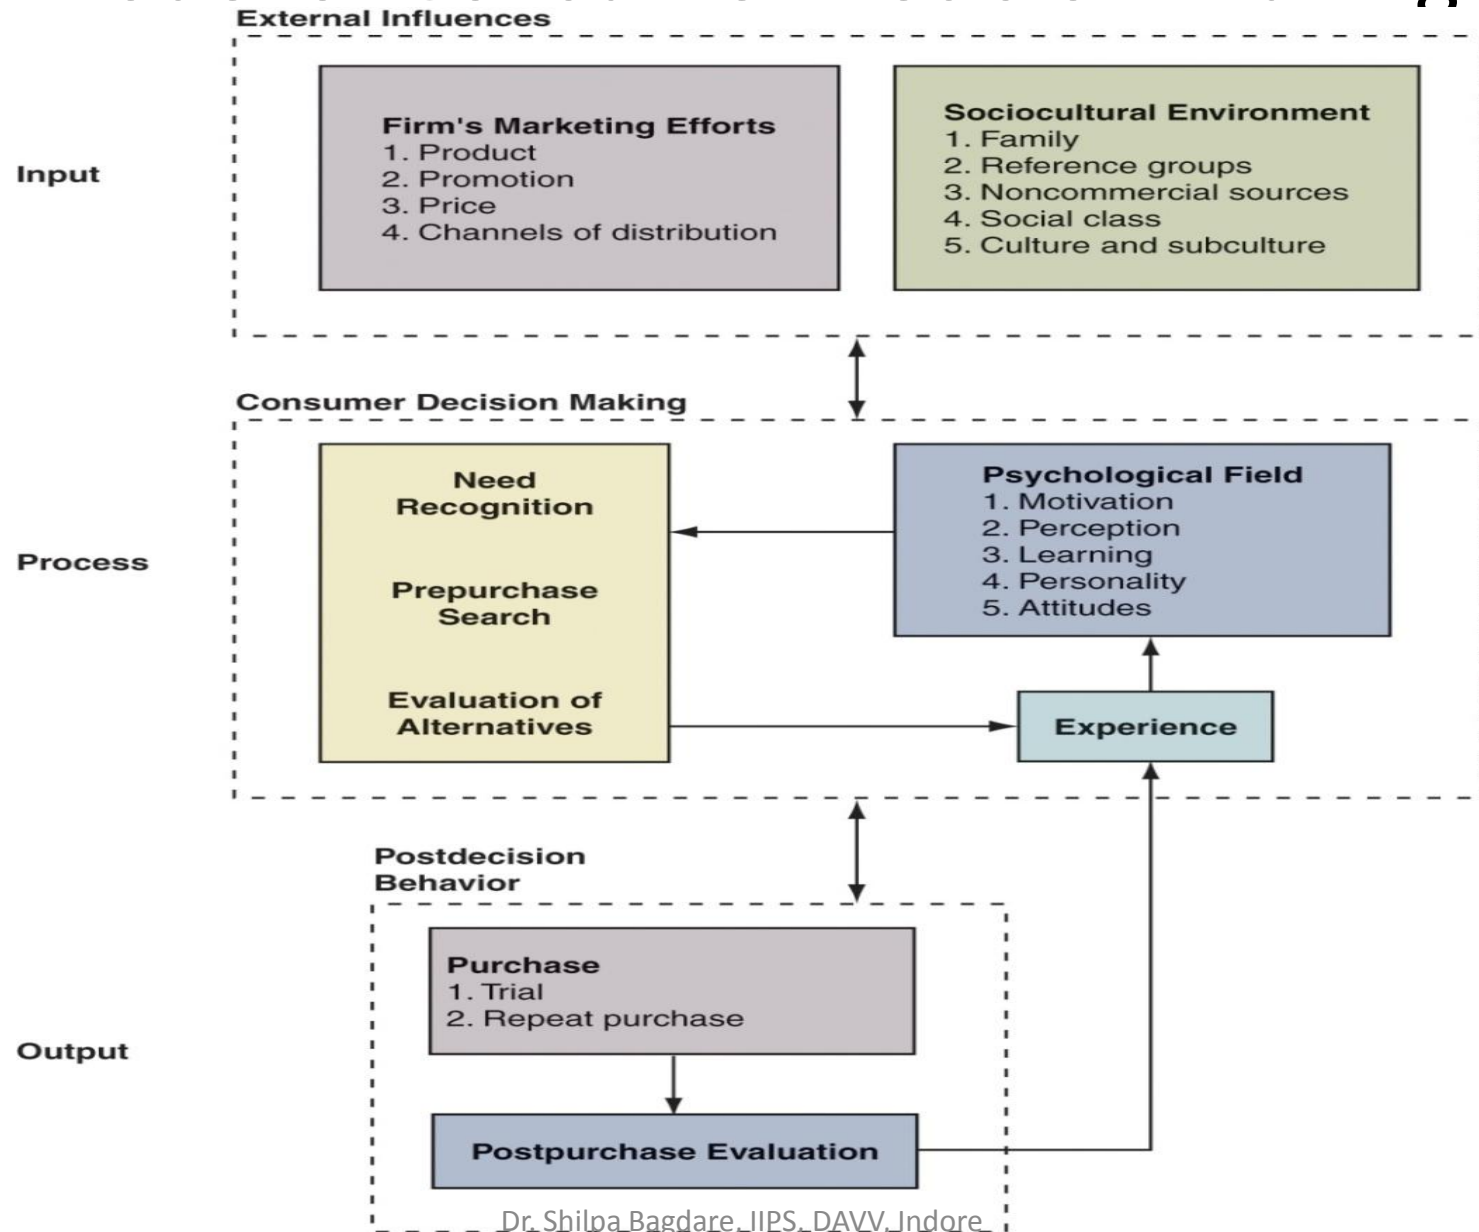 External Influences
Input
Firm's Marketing Efforts
1. Product
2. Promotion
3. Price
4. Channels of distribution
Sociocultural Environment
1. Family
2. Reference groups
3. Noncommercial sources
4. Social class
5. Culture and subculture
Consumer Decision Making
Process
Need
Recognition
Prepurchase
Search
Evaluation of
Alternatives
Psychological Field
1. Motivation
2. Perception
3. Learning
4. Personality
5. Attitudes
Experience
Postdecision
Behavior
Output
Purchase
1. Trial
2. Repeat purchase
Postpurchase Evaluation
Dr. Shilpa Bagdare, IIPS, DAVV, Indore